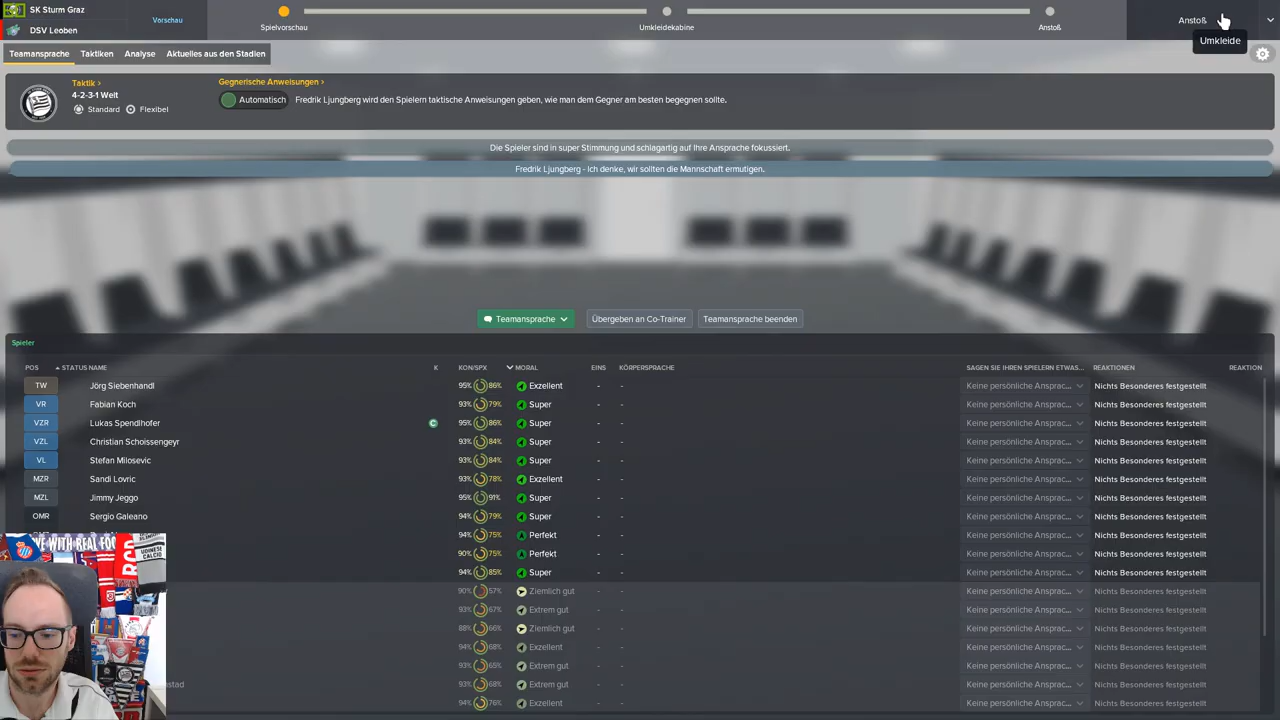 SK Sturm Graz
DSV Leoben
Vorschau
Spielvorschau
Umkleidekabine
Anstoß
Anstoß
Umkleide
Teamansprache Taktiken Analyse Aktuelles aus den Stadien
Taktik >
4-2-3-1 Welt
Standard Flexibel
Gegnerische Anweisungen >
Automatisch Fredrik Ljungberg wird den Spielern taktische Anweisungen geben, wie man dem Gegner am besten begegnen sollte.
Die Spieler sind in super Stimmung und schlagartig auf Ihre Ansprache fokussiert.
Fredrik Ljungberg - Ich denke, wir sollten die Mannschaft ermutigen.
Teamansprache Übergeben an Co-Trainer Teamansprache beenden
Spieler
POS STATUS NAME K KON/SPX MORAL EINS KÖRPERSPRACHE SAGEN SIE IHREN SPIELERN ETWAS... REAKTIONEN REAKTION
TW Jörg Siebenhandl 95% 86% Exzellent - - Keine persönliche Ansprac... Nichts Besonderes festgestellt
VR Fabian Koch 93% 79% Super - - Keine persönliche Ansprac... Nichts Besonderes festgestellt
VZR Lukas Spendlhofer C 95% 86% Super - - Keine persönliche Ansprac... Nichts Besonderes festgestellt
VZL Christian Schoissengeyr 93% 84% Super - - Keine persönliche Ansprac... Nichts Besonderes festgestellt
VL Stefan Milosevic 93% 84% Super - - Keine persönliche Ansprac... Nichts Besonderes festgestellt
MZR Sandi Lovric 93% 78% Exzellent - - Keine persönliche Ansprac... Nichts Besonderes festgestellt
MZL Jimmy Jeggo 95% 91% Super - - Keine persönliche Ansprac... Nichts Besonderes festgestellt
OMR Sergio Galeano 94% 79% Super - - Keine persönliche Ansprac... Nichts Besonderes festgestellt
94% 75% Perfekt - - Keine persönliche Ansprac... Nichts Besonderes festgestellt
90% 75% Perfekt - - Keine persönliche Ansprac... Nichts Besonderes festgestellt
94% 85% Super - - Keine persönliche Ansprac... Nichts Besonderes festgestellt
90% 57% Ziemlich gut - - Keine persönliche Ansprac... Nichts Besonderes festgestellt
93% 67% Extrem gut - - Keine persönliche Ansprac... Nichts Besonderes festgestellt
88% 66% Ziemlich gut - - Keine persönliche Ansprac... Nichts Besonderes festgestellt
94% 68% Exzellent - - Keine persönliche Ansprac... Nichts Besonderes festgestellt
93% 65% Extrem gut - - Keine persönliche Ansprac... Nichts Besonderes festgestellt
93% 68% Extrem gut - - Keine persönliche Ansprac... Nichts Besonderes festgestellt
94% 76% Exzellent - - Keine persönliche Ansprac... Nichts Besonderes festgestellt
WITH REAL
UDINESE
CALCIO